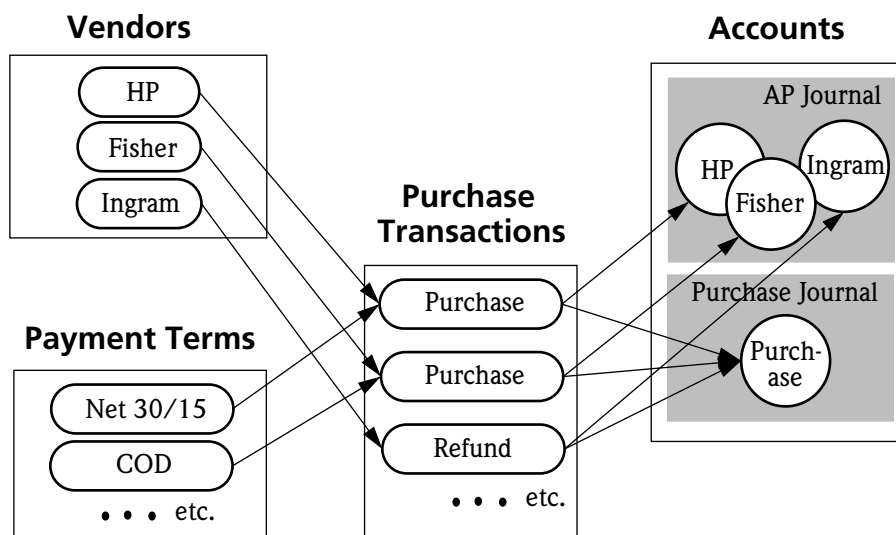 Vendors
HP
Fisher
Ingram
Payment Terms
Net 30/15
COD
• • • etc.
Purchase
Transactions
Purchase
Purchase
Refund
• • • etc.
Accounts
AP Journal
HP
Fisher
Ingram
Purchase Journal
Purch-
ase